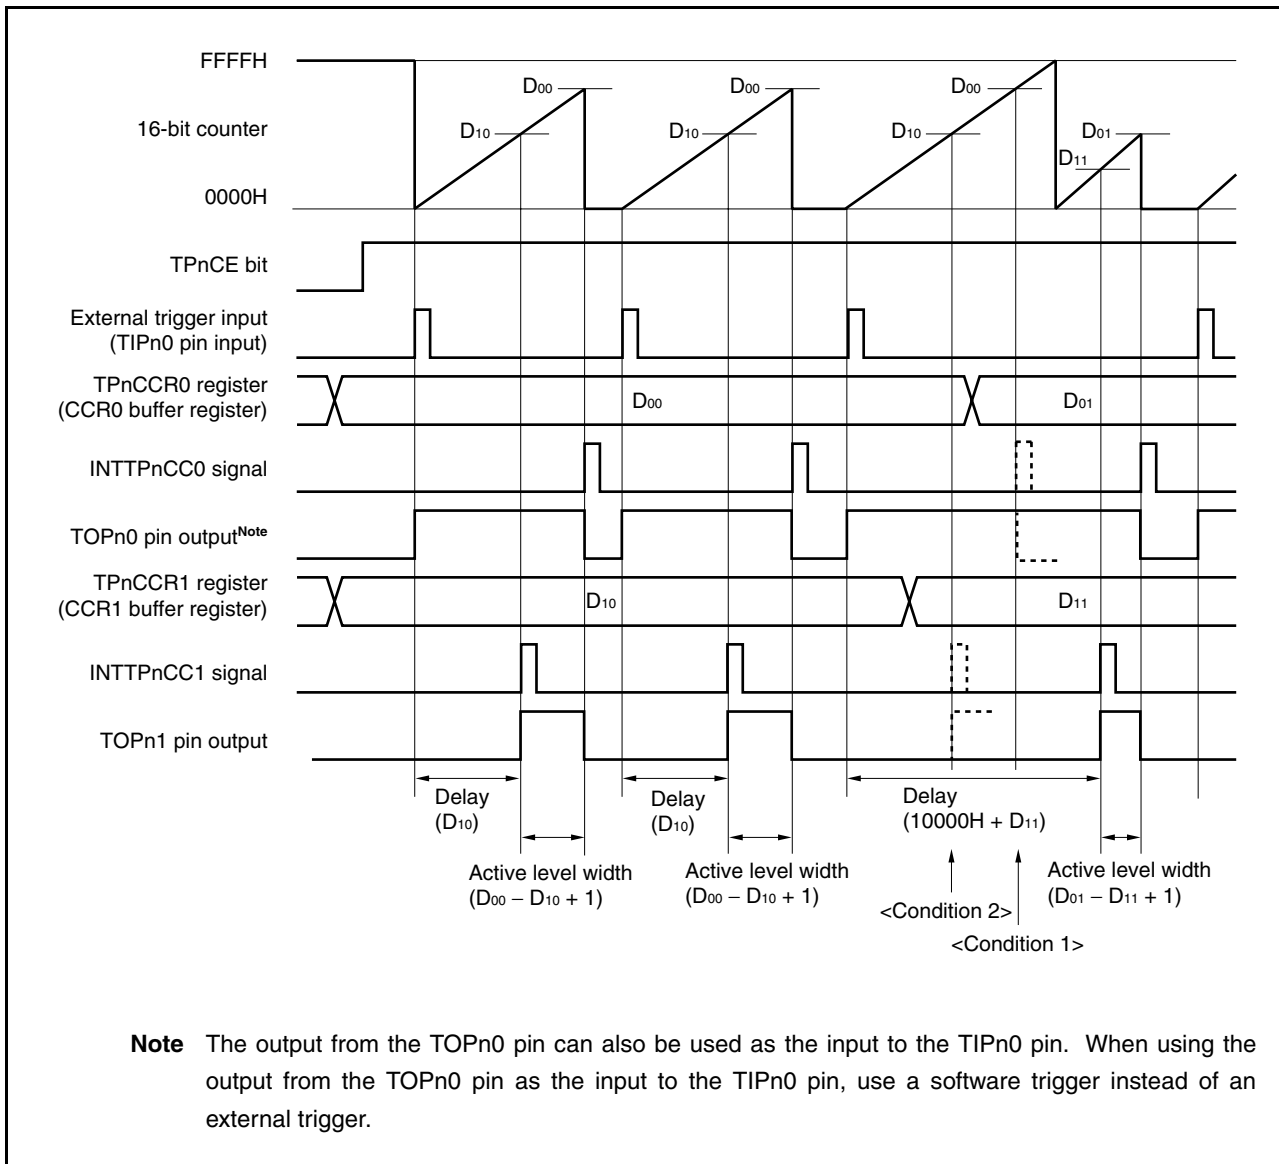 FFFFH
D00
D00
D00
16-bit counter
D10
D10
D10
D01
D11
0000H
TPnCE bit
External trigger input
(TIPn0 pin input)
TPnCCR0 register
(CCR0 buffer register)
D00
D01
INTTPnCC0 signal
TOPn0 pin outputNote
TPnCCR1 register
(CCR1 buffer register)
D10
D11
INTTPnCC1 signal
TOPn1 pin output
Delay
(D10)
Delay
(D10)
Delay
(10000H + D11)
Active level width
(D00 − D10 + 1)
Active level width
(D00 − D10 + 1)
Active level width
(D01 − D11 + 1)
<Condition 2>
<Condition 1>
Note The output from the TOPn0 pin can also be used as the input to the TIPn0 pin. When using the
output from the TOPn0 pin as the input to the TIPn0 pin, use a software trigger instead of an
external trigger.